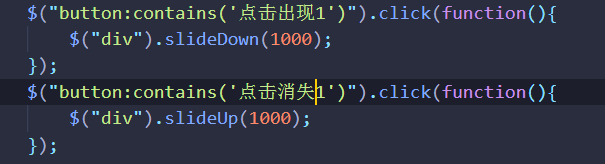 $("button:contains('点击出现1')").click(function(){
    $("div").slideDown(1000);
});
$("button:contains('点击消失1')").click(function(){
    $("div").slideUp(1000);
});